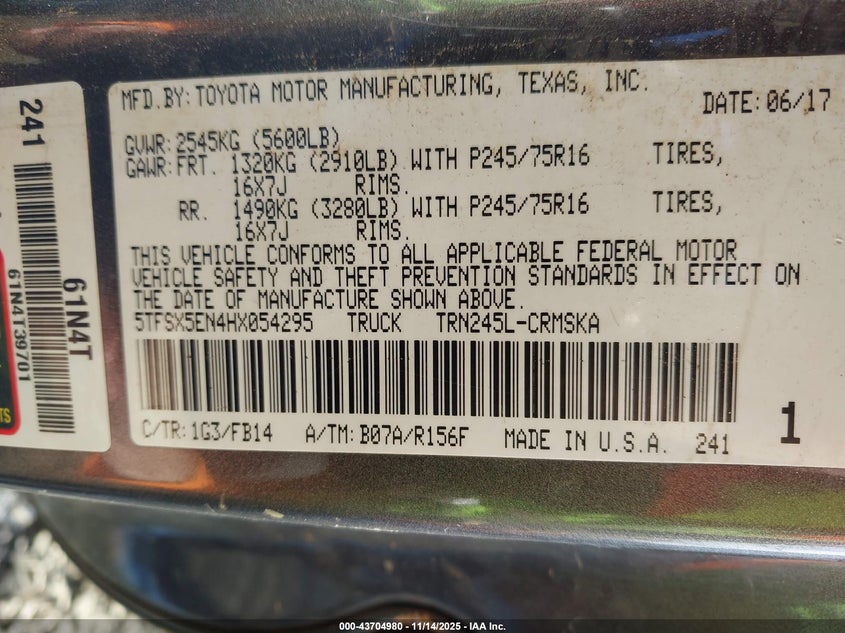 MFD.BY:TOYOTA MOTOR MANUFACTURING, TEXAS, INC.
DATE:06/17
GVWR:2545KG (5600LB)
GAWR:FRT. 1320KG (2910LB) WITH P245/75R16 TIRES,
16X7J RIMS.
RR. 1490KG (3280LB) WITH P245/75R16 TIRES,
16X7J RIMS.
THIS VEHICLE CONFORMS TO ALL APPLICABLE FEDERAL MOTOR
VEHICLE SAFETY AND THEFT PREVENTION STANDARDS IN EFFECT ON
THE DATE OF MANUFACTURE SHOWN ABOVE.
5TFSX5EN4HX054295 TRUCK TRN245L-CRMSKA
C/TR:1G3/FB14 A/TM:B07A/R156F MADE IN U.S.A. 241
1
241
61N4T
61N4T39701
TS
000-43704980 - 11/14/2025 - IAA Inc.